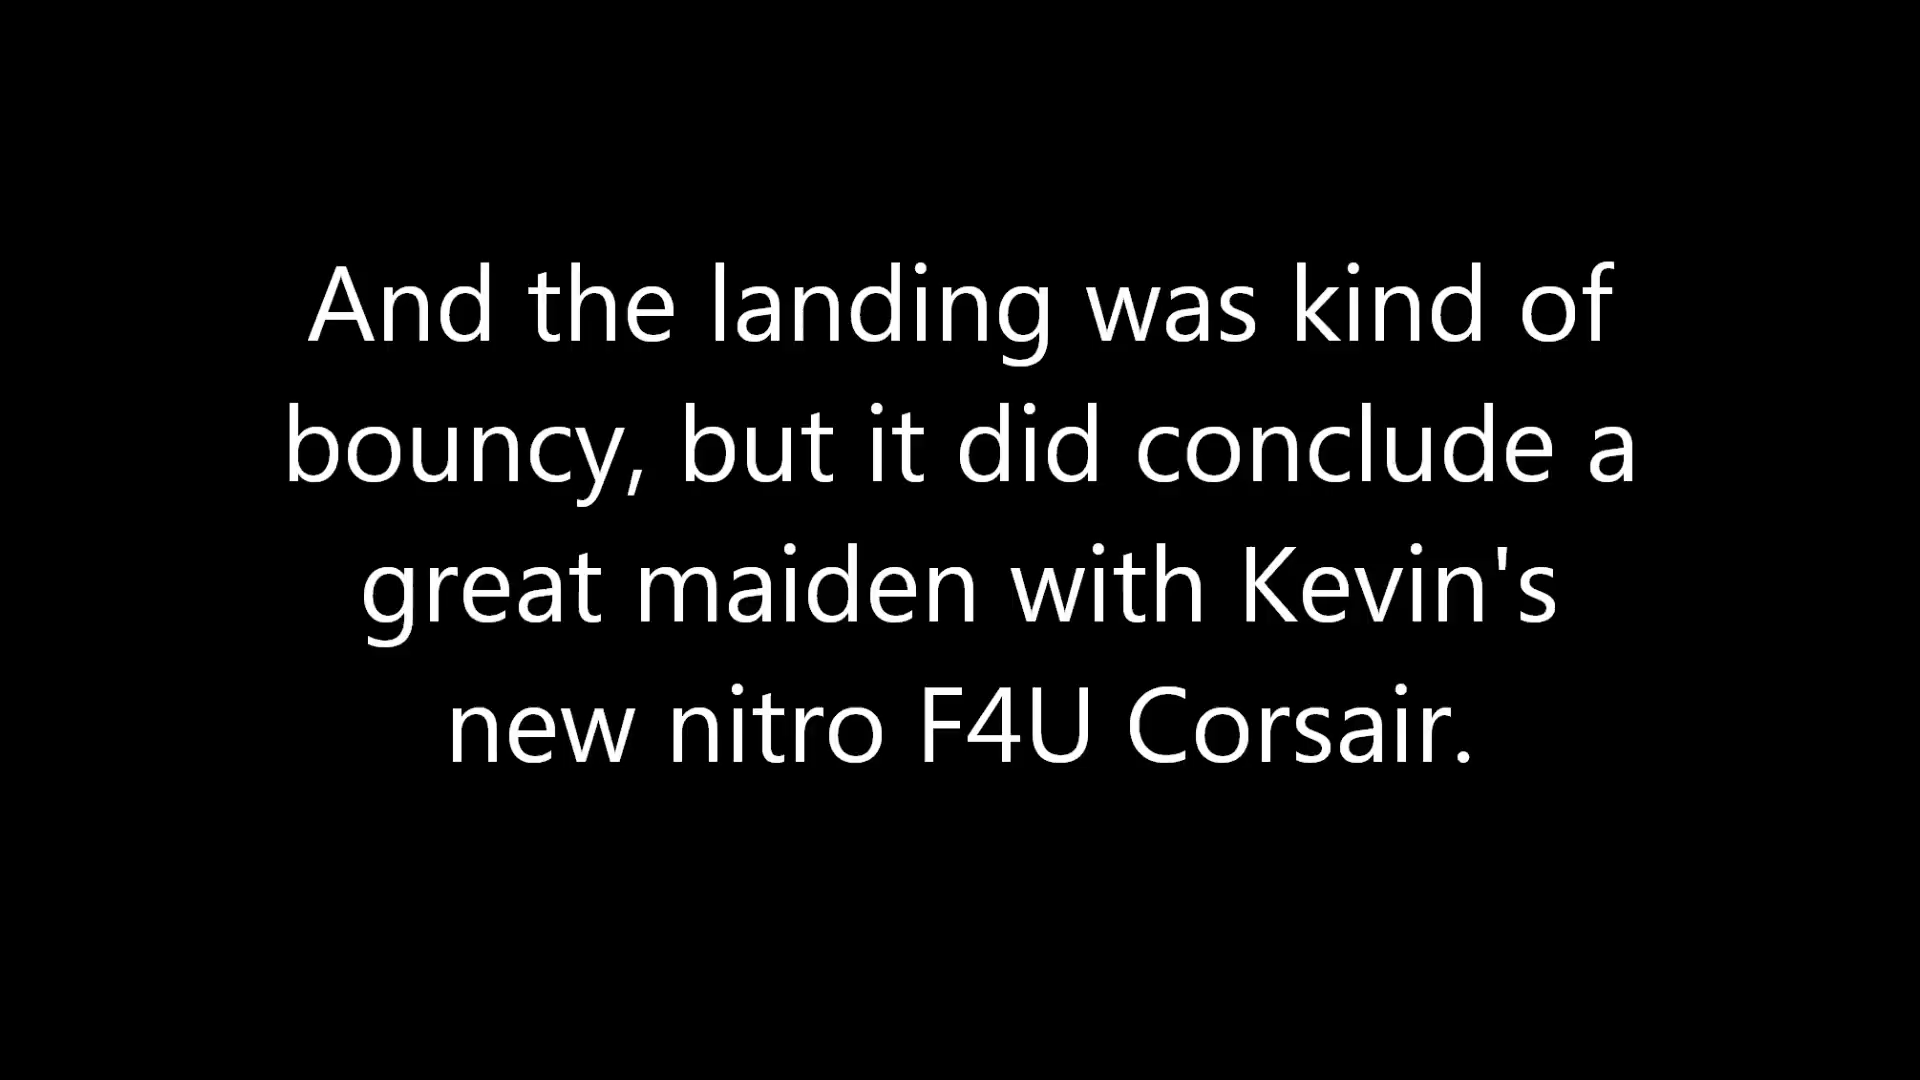 And the landing was kind of
bouncy, but it did conclude a
great maiden with Kevin's
new nitro F4U Corsair.